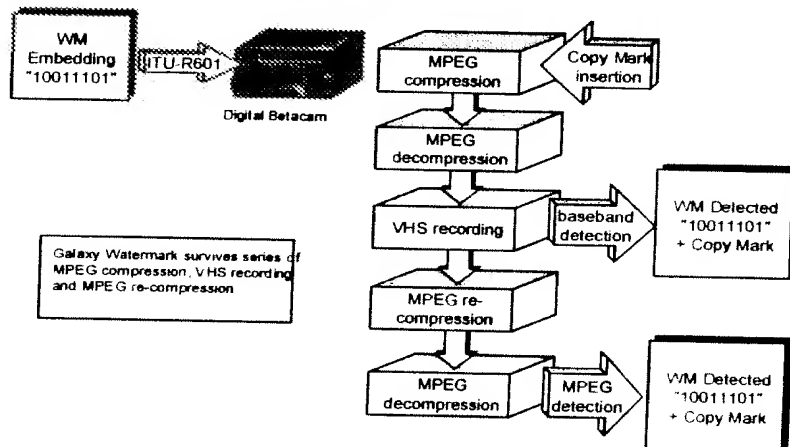 WM
Embedding
"10011101"
ITU-R601
Digital Betacam
MPEG
compression
Copy Mark
insertion
MPEG
decompression
VHS recording
baseband
detection
WM Detected
"10011101"
+ Copy Mark
Galaxy Watermark survives series of
MPEG compression, VHS recording
and MPEG re-compression
MPEG re-
compression
MPEG
decompression
MPEG
detection
WM Detected
"10011101"
+ Copy Mark